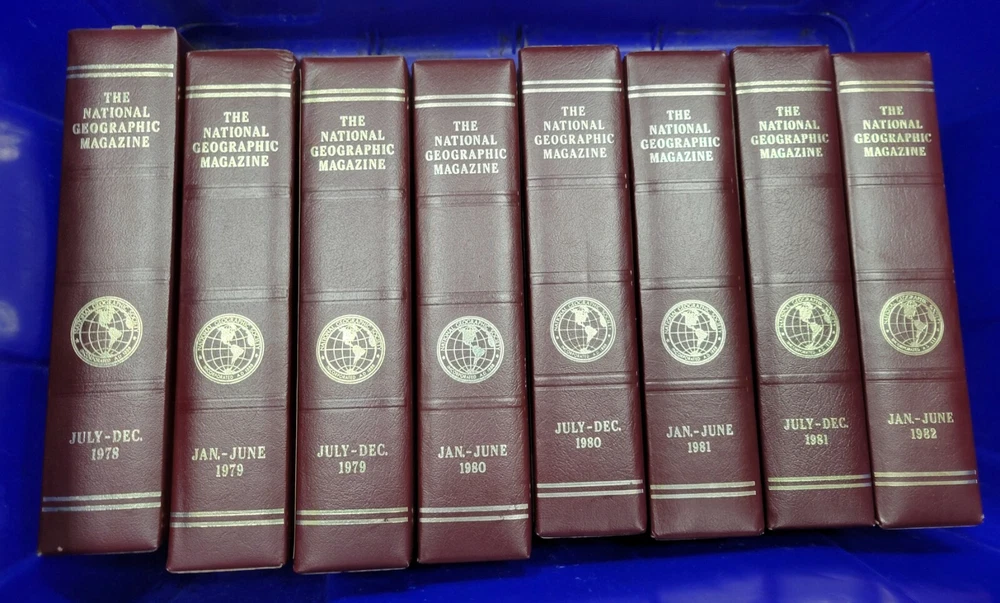 THE
NATIONAL
GEOGRAPHIC
MAGAZINE
JULY-DEC.
1978
THE
NATIONAL
GEOGRAPHIC
MAGAZINE
JAN.-JUNE
1979
THE
NATIONAL
GEOGRAPHIC
MAGAZINE
JULY-DEC.
1979
THE
NATIONAL
GEOGRAPHIC
MAGAZINE
JAN.-JUNE
1980
THE
NATIONAL
GEOGRAPHIC
MAGAZINE
JULY-DEC.
1980
THE
NATIONAL
GEOGRAPHIC
MAGAZINE
JAN.-JUNE
1981
THE
NATIONAL
GEOGRAPHIC
MAGAZINE
JULY-DEC.
1981
THE
NATIONAL
GEOGRAPHIC
MAGAZINE
JAN.-JUNE
1982